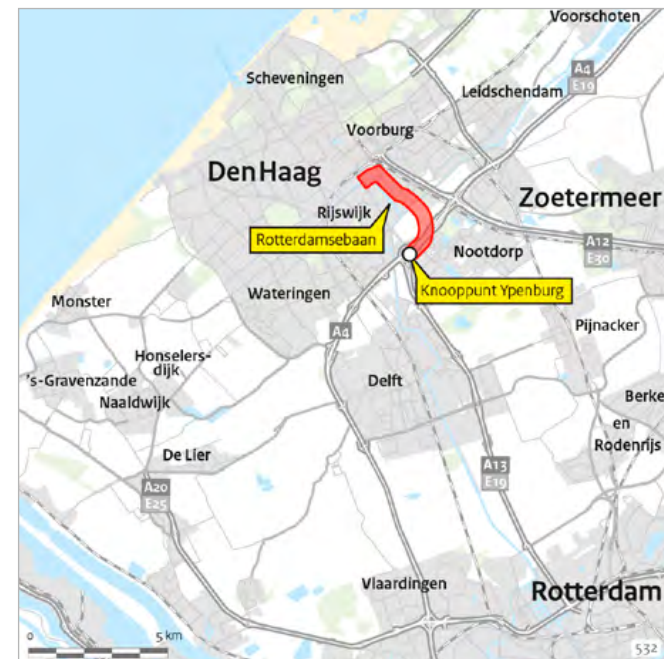 Voorschoten
A4
E19
Scheveningen
Leidschendam
Voorburg
Den Haag
Zoetermeer
Rijswijk
Rotterdamsebaan
Nootdorp
A12
E30
Knooppunt Ypenburg
Wateringen
Monster
A4
Pijnacker
Honselers-
dijk
's-Gravenzande
Delft
Naaldwijk
Berke
en
Rodenrijs
De Lier
A13
E19
A20
E25
Vlaardingen
Rotterdam
0
5 km
532